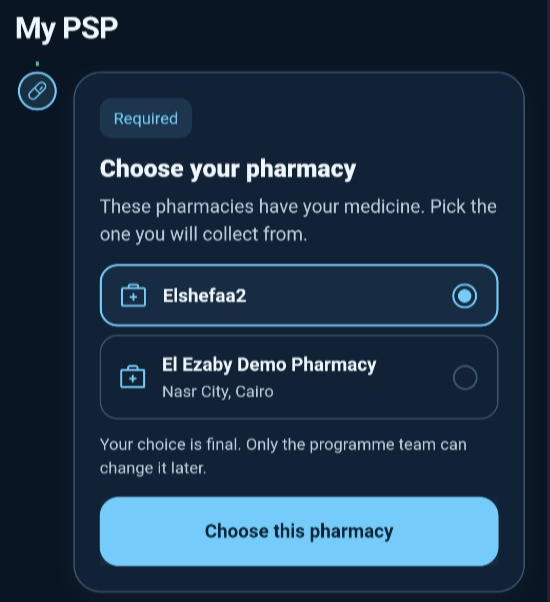 My PSP
Required
Choose your pharmacy
These pharmacies have your medicine. Pick the
one you will collect from.
Elshefaa2
El Ezaby Demo Pharmacy
Nasr City, Cairo
Your choice is final. Only the programme team can
change it later.
Choose this pharmacy